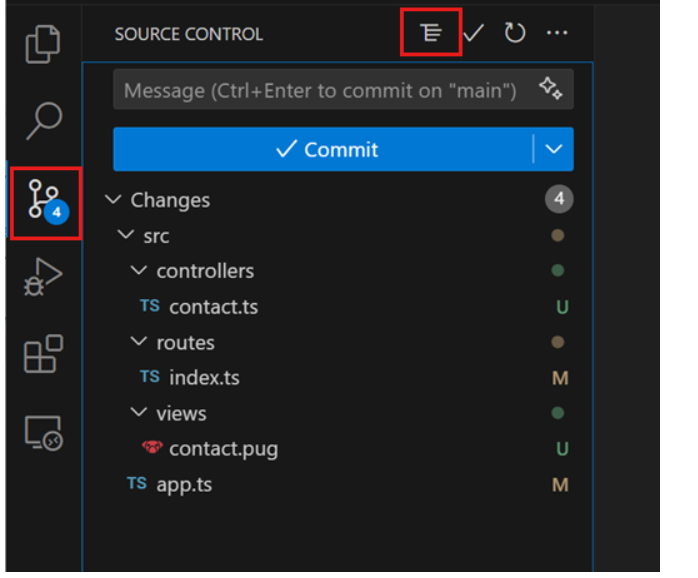 SOURCE CONTROL
Message (Ctrl+Enter to commit on "main")
Commit
Changes 4
src
4
controllers
TS contact.ts U
routes
TS index.ts M
views
contact.pug U
TS app.ts M